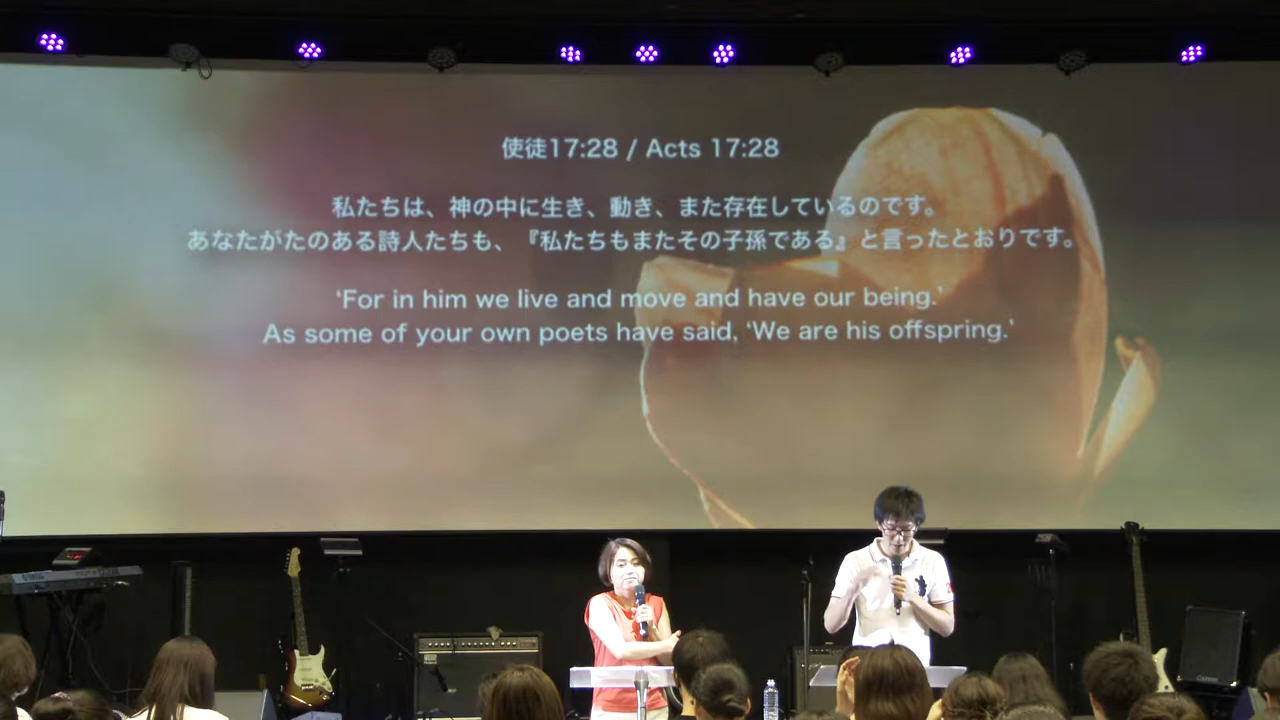 使徒17:28 / Acts 17:28
私たちは、神の中に生き、動き、また存在しているのです。
あなたがたのある詩人たちも、『私たちもまたその子孫である』と言ったとおりです。
‘For in him we live and move and have our being.’
As some of your own poets have said, ‘We are his offspring.’